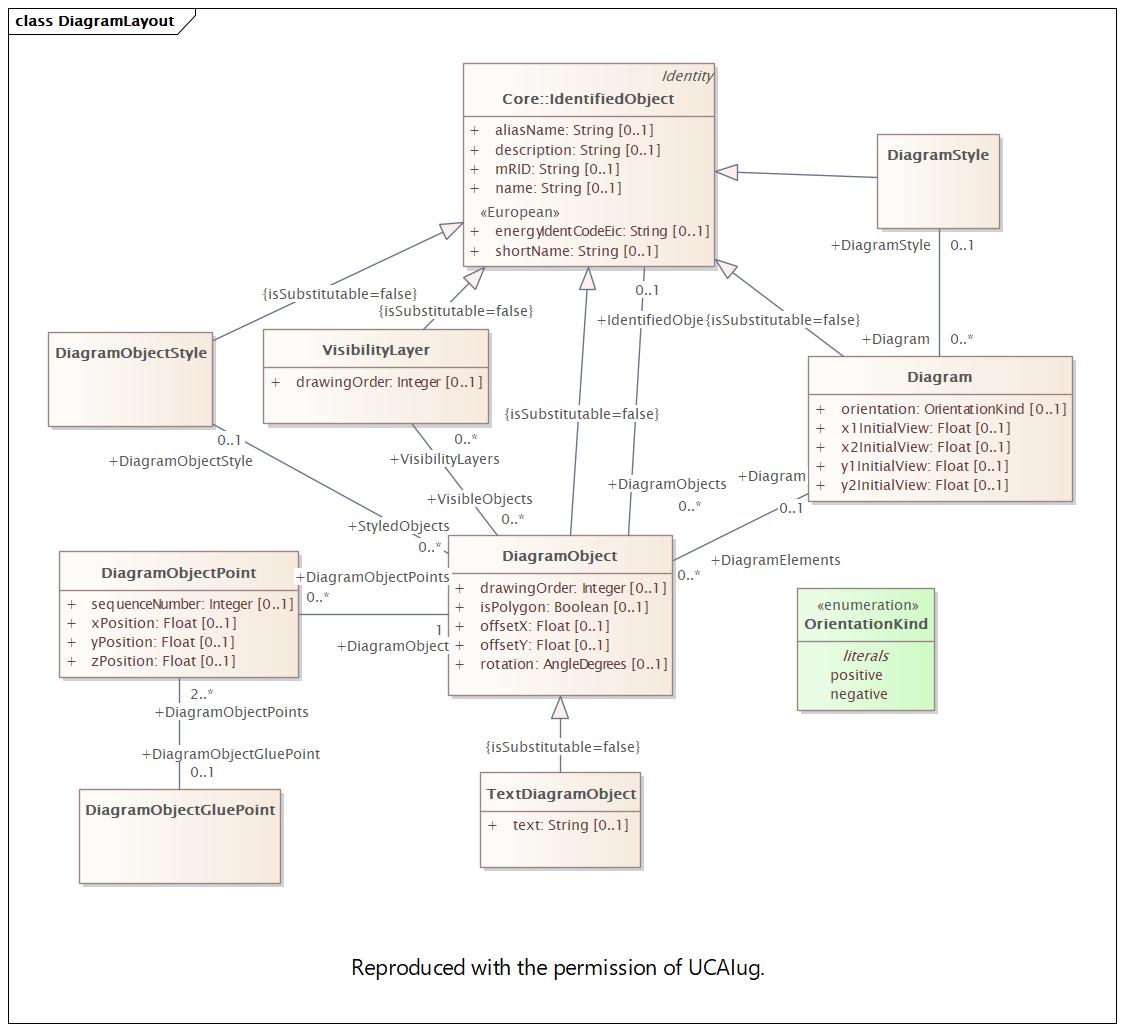 class DiagramLayout
Identity
Core::IdentifiedObject
+ aliasName: String [0..1]
+ description: String [0..1]
+ mRID: String [0..1]
+ name: String [0..1]
«European»
+ energyIdentCodeEic: String [0..1]
+ shortName: String [0..1]
DiagramStyle
+DiagramStyle 0..1
{isSubstitutable=false}
{isSubstitutable=false}
0..1
+IdentifiedObje
{isSubstitutable=false}
+Diagram 0..*
DiagramObjectStyle
VisibilityLayer
+ drawingOrder: Integer [0..1]
Diagram
+ orientation: OrientationKind [0..1]
+ x1InitialView: Float [0..1]
+ x2InitialView: Float [0..1]
+ y1InitialView: Float [0..1]
+ y2InitialView: Float [0..1]
{isSubstitutable=false}
0..1
+DiagramObjectStyle
0..*
+VisibilityLayers
+VisibleObjects
0..*
+DiagramObjects
0..*
+Diagram
0..1
+StyledObjects
0..*
DiagramObject
+ drawingOrder: Integer [0..1]
+ isPolygon: Boolean [0..1]
+ offsetX: Float [0..1]
+ offsetY: Float [0..1]
+ rotation: AngleDegrees [0..1]
+DiagramElements
0..*
DiagramObjectPoint
+ sequenceNumber: Integer [0..1]
+ xPosition: Float [0..1]
+ yPosition: Float [0..1]
+ zPosition: Float [0..1]
+DiagramObjectPoints
0..*
1
+DiagramObject
«enumeration»
OrientationKind
literals
positive
negative
2..*
+DiagramObjectPoints
+DiagramObjectGluePoint
0..1
{isSubstitutable=false}
DiagramObjectGluePoint
TextDiagramObject
+ text: String [0..1]
Reproduced with the permission of UCAIug.